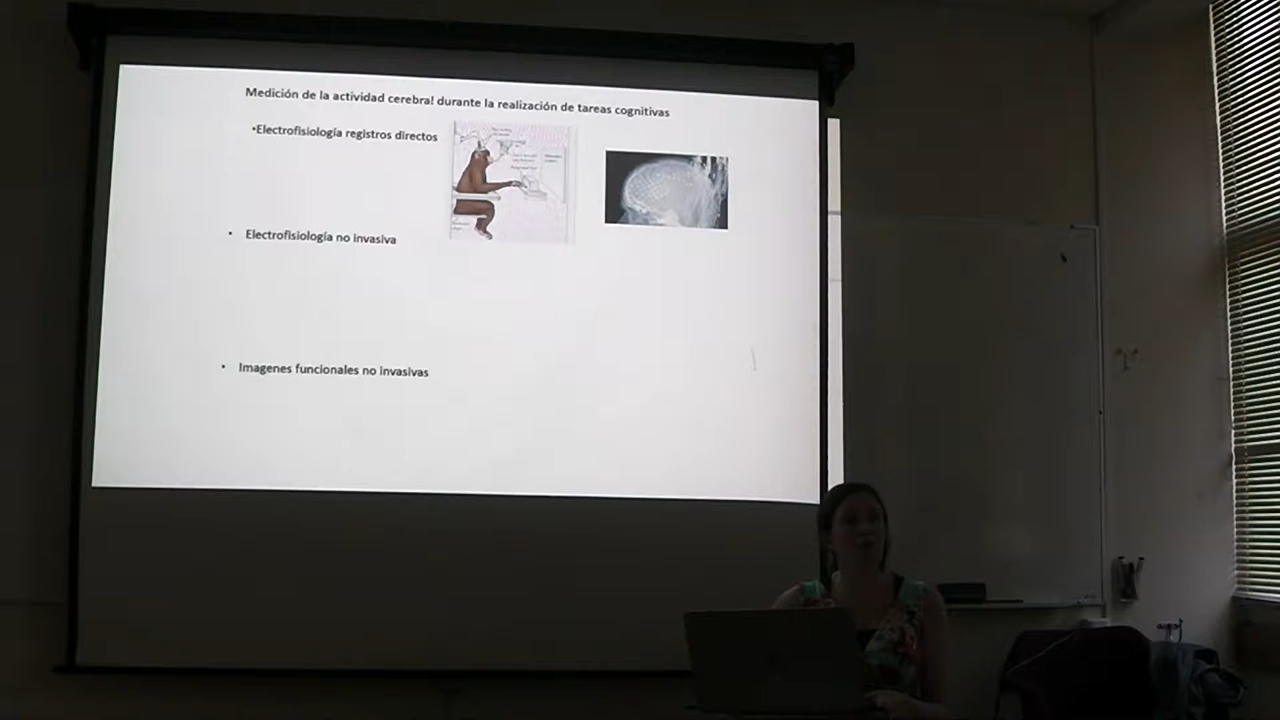 Medición de la actividad cerebral durante la realización de tareas cognitivas
•Electrofisiología registros directos
• Electrofisiología no invasiva
• Imagenes funcionales no invasivas